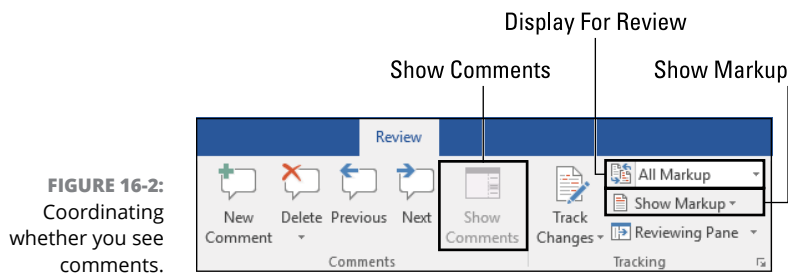 Display For Review
Show Comments
Show Markup
Review
All Markup
Show Markup
Reviewing Pane
New
Comment
Delete
Previous
Next
Show
Comments
Track
Changes
Comments
Tracking
FIGURE 16-2:
Coordinating
whether you see
comments.